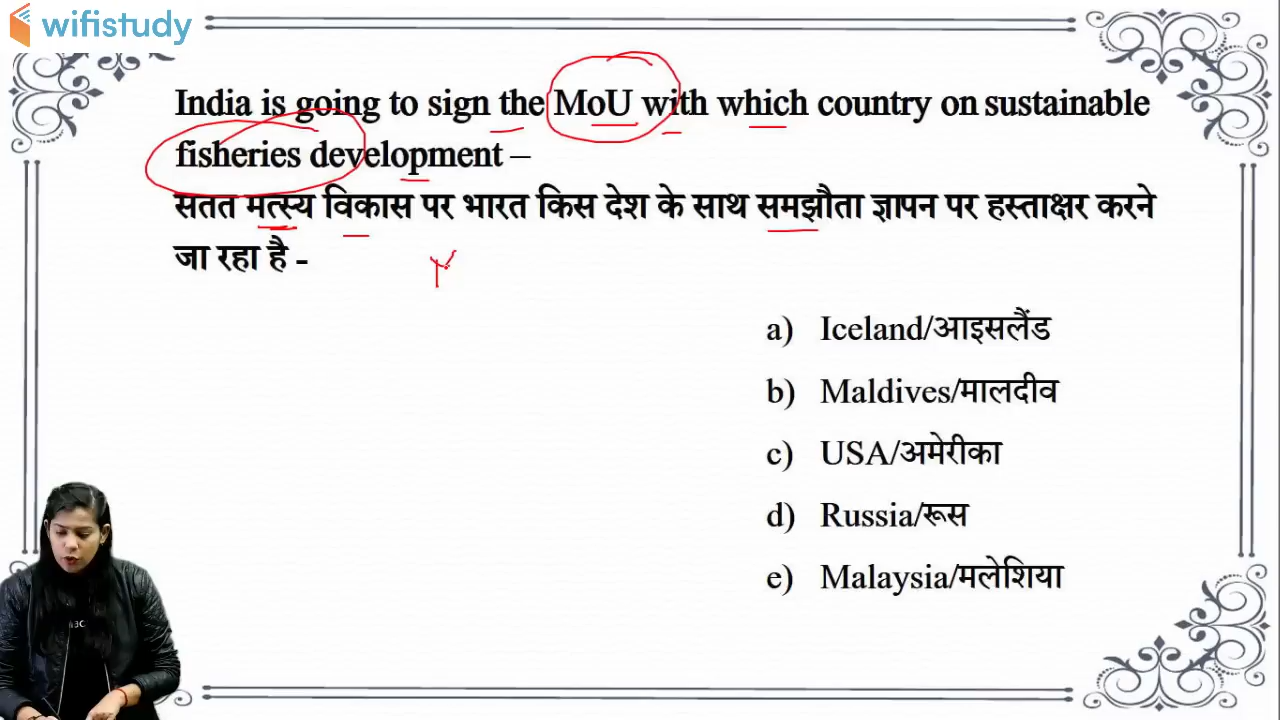 wifistudy
India is going to sign the MoU with which country on sustainable
fisheries development –
सतत मत्स्य विकास पर भारत किस देश के साथ समझौता ज्ञापन पर हस्ताक्षर करने
जा रहा है -
a) Iceland/आइसलैंड
b) Maldives/मालदीव
c) USA/अमेरीका
d) Russia/रूस
e) Malaysia/मलेशिया